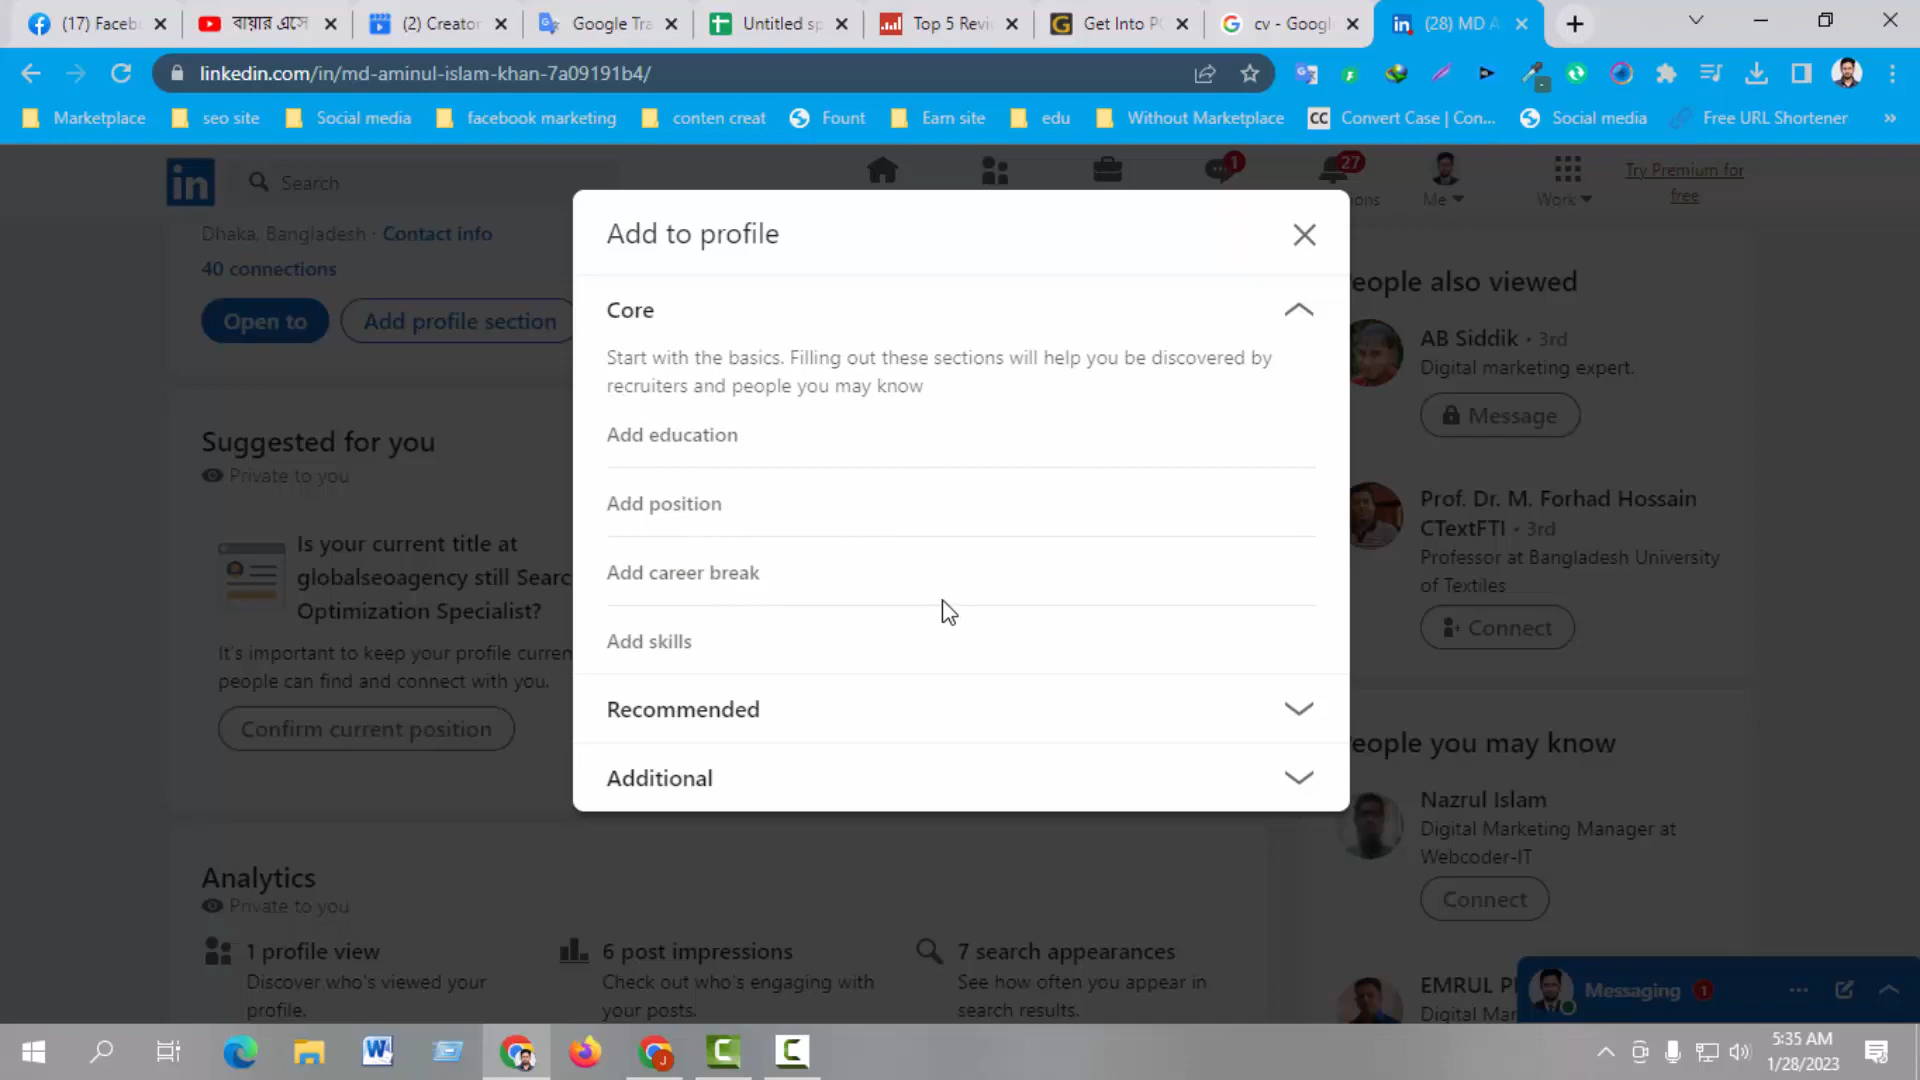 (17) Faceb
বায়ার এসে
(2) Creator
Google Tra
Untitled sp
Top 5 Revi
Get Into PC
cv - Googl
(28) MD A
linkedin.com/in/md-aminul-islam-khan-7a09191b4/
Marketplace
seo site
Social media
facebook marketing
conten creat
Fount
Earn site
edu
Without Marketplace
CC Convert Case | Con...
Social media
Free URL Shortener
»
in
Search
1
27
ons
Me
Work
Try Premium for
free
Dhaka, Bangladesh · Contact info
40 connections
Open to
Add profile section
Suggested for you
Private to you
Is your current title at
globalseoagency still Searc
Optimization Specialist?
It's important to keep your profile curren
people can find and connect with you.
Confirm current position
Analytics
Private to you
1 profile view
Discover who's viewed your
profile.
6 post impressions
Check out who's engaging with
your posts.
7 search appearances
See how often you appear in
search results.
Add to profile
Core
Start with the basics. Filling out these sections will help you be discovered by
recruiters and people you may know
Add education
Add position
Add career break
Add skills
Recommended
Additional
eople also viewed
AB Siddik · 3rd
Digital marketing expert.
Message
Prof. Dr. M. Forhad Hossain
CTextFTI · 3rd
Professor at Bangladesh University
of Textiles
Connect
eople you may know
Nazrul Islam
Digital Marketing Manager at
Webcoder-IT
Connect
EMRUL P
Digital Mar
Messaging 1
5:35 AM
1/28/2023